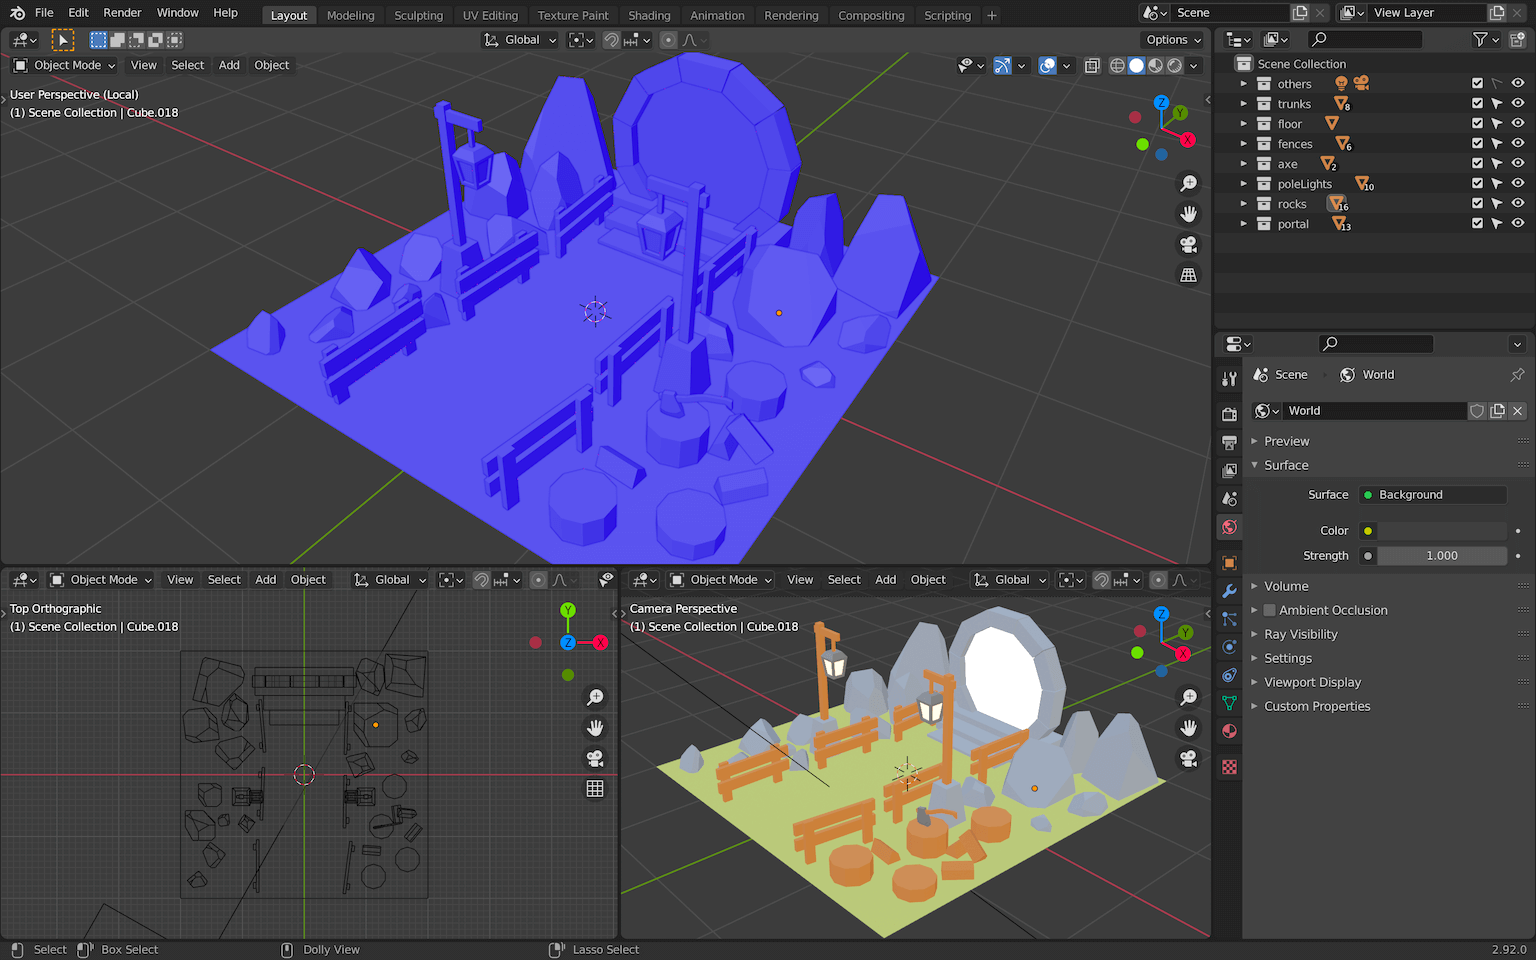 File Edit Render Window Help Layout Modeling Sculpting UV Editing Texture Paint Shading Animation Rendering Compositing Scripting + Scene View Layer
Global Options
Object Mode View Select Add Object
User Perspective (Local)
(1) Scene Collection | Cube.018
Z
Y
X
Scene Collection
others
trunks 8
floor
fences 6
axe 2
poleLights 10
rocks 16
portal 13
Scene World
World
Preview
Surface
Surface Background
Color
Strength 1.000
Volume
Ambient Occlusion
Ray Visibility
Settings
Viewport Display
Custom Properties
Object Mode View Select Add Object Global
Top Orthographic
(1) Scene Collection | Cube.018
Y
Z X
Object Mode View Select Add Object Global
Camera Perspective
(1) Scene Collection | Cube.018
Z
Y
X
Select Box Select Dolly View Lasso Select 2.92.0